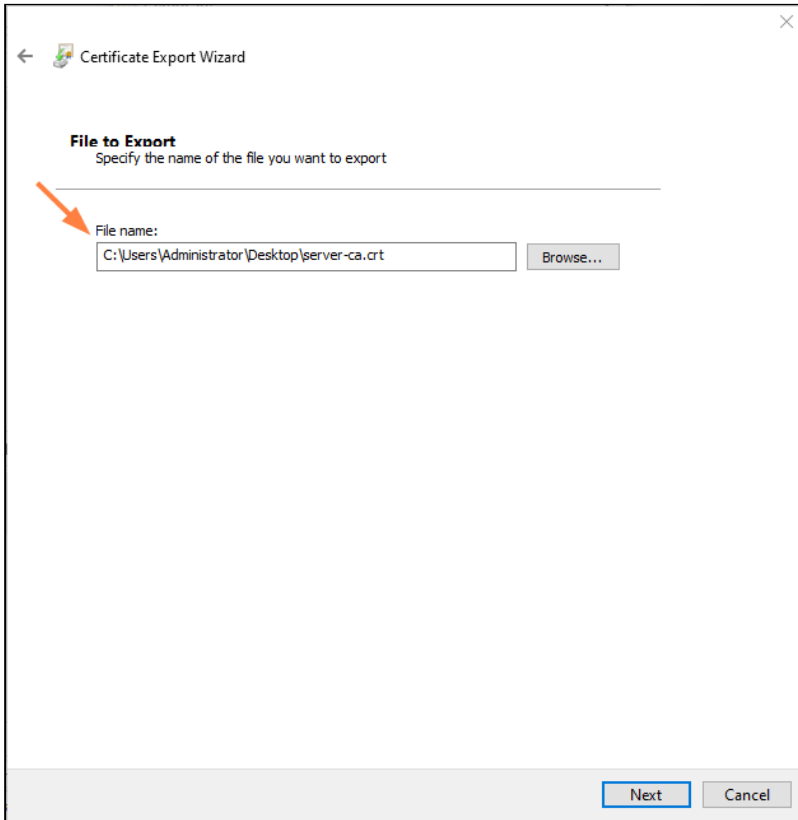 Certificate Export Wizard
File to Export
Specify the name of the file you want to export
File name:
C:\Users\Administrator\Desktop\server-ca.crt
Browse...
Next
Cancel